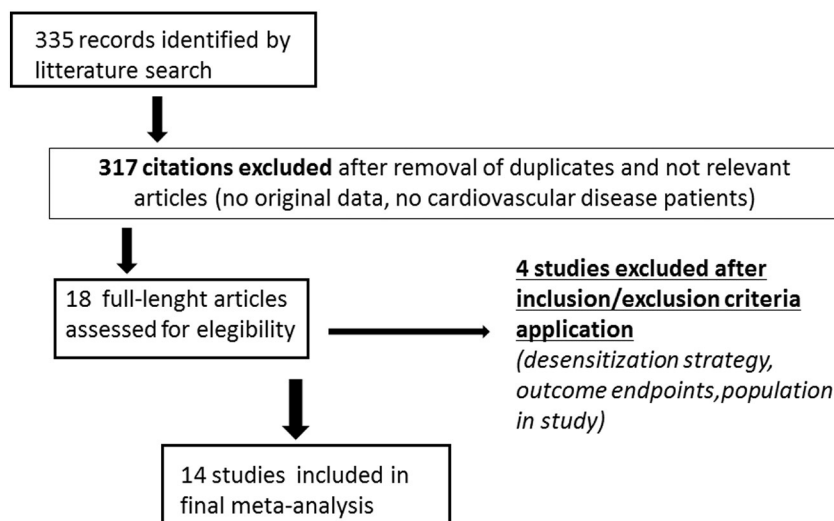 335 records identified by
litterature search
317 citations excluded after removal of duplicates and not relevant
articles (no original data, no cardiovascular disease patients)
18 full-lenght articles
assessed for elegibility
4 studies excluded after
inclusion/exclusion criteria
application
(desensitization strategy,
outcome endpoints,population
in study)
14 studies included in
final meta-analysis